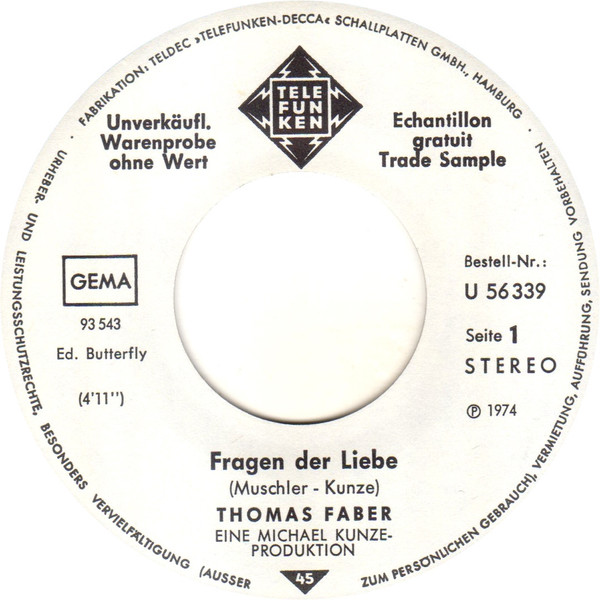 · FABRIKATION: TELDEC »TELEFUNKEN-DECCA« SCHALLPLATTEN GMBH., HAMBURG ·
URHEBER- UND LEISTUNGSSCHUTZRECHTE, BESONDERS VERVIELFÄLTIGUNG (AUSSER ZUM PERSÖNLICHEN GEBRAUCH), VERMIETUNG, AUFFÜHRUNG, SENDUNG VORBEHALTEN ·
TELE
FUN
KEN
Unverkäufl.
Warenprobe
ohne Wert
Echantillon
gratuit
Trade Sample
GEMA
93 543
Ed. Butterfly
(4'11'')
Bestell-Nr.:
U 56 339
Seite 1
STEREO
℗ 1974
Fragen der Liebe
(Muschler - Kunze)
THOMAS FABER
EINE MICHAEL KUNZE-
PRODUKTION
45